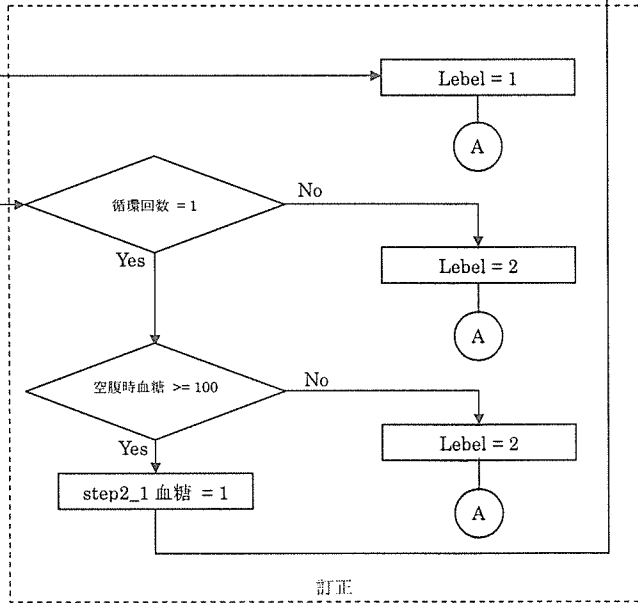 Lebel = 1
A
循環回数 = 1
No
Yes
Lebel = 2
A
空腹時血糖 >= 100
No
Yes
Lebel = 2
step2_1 血糖 = 1
A
訂正